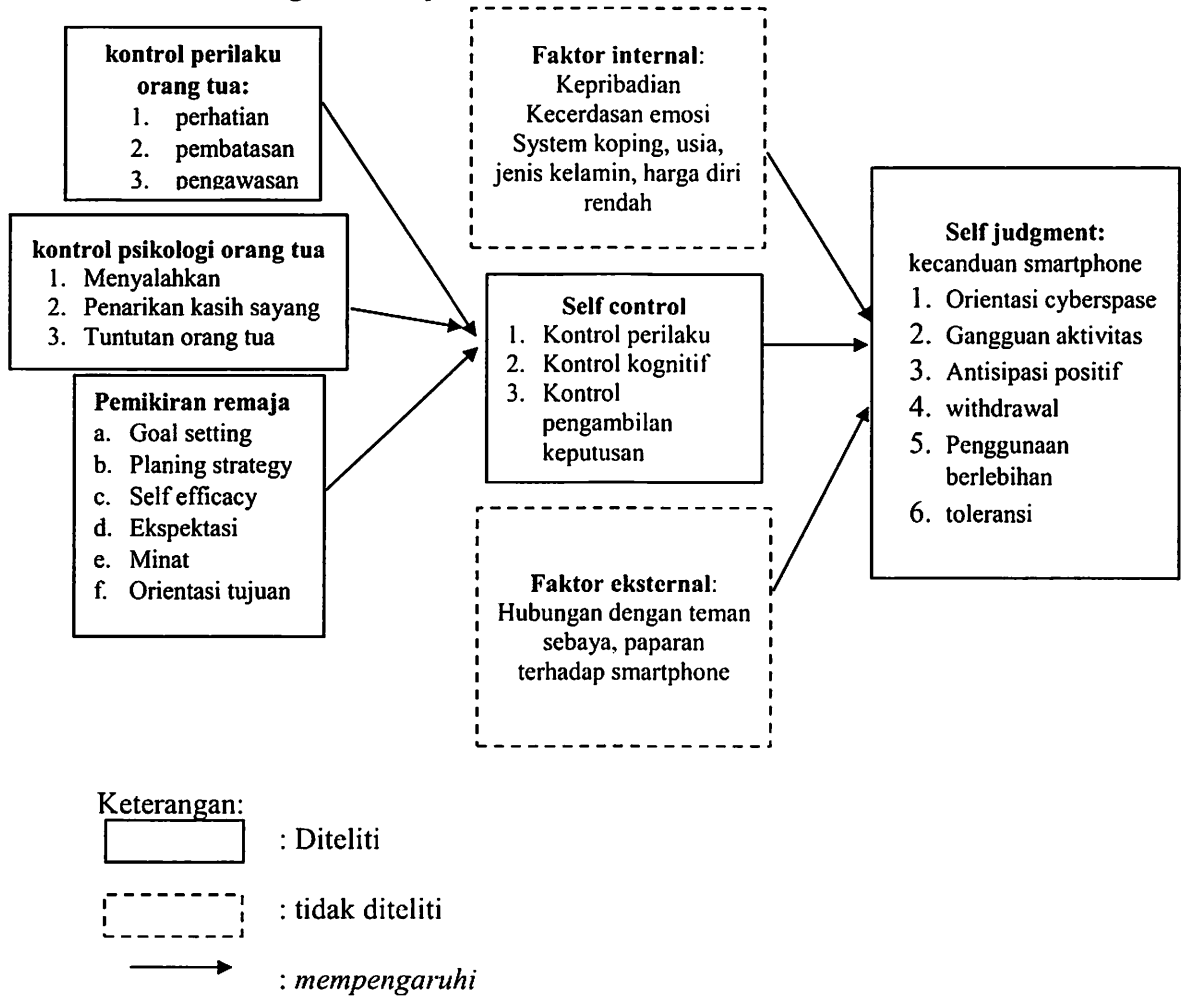 kontrol perilaku
orang tua:
1. perhatian
2. pembatasan
3. pengawasan
kontrol psikologi orang tua
1. Menyalahkan
2. Penarikan kasih sayang
3. Tuntutan orang tua
Pemikiran remaja
a. Goal setting
b. Planing strategy
c. Self efficacy
d. Ekspektasi
e. Minat
f. Orientasi tujuan
Faktor internal:
Kepribadian
Kecerdasan emosi
System koping, usia,
jenis kelamin, harga diri
rendah
Self control
1. Kontrol perilaku
2. Kontrol kognitif
3. Kontrol
pengambilan
keputusan
Faktor eksternal:
Hubungan dengan teman
sebaya, paparan
terhadap smartphone
Self judgment:
kecanduan smartphone
1. Orientasi cyberspase
2. Gangguan aktivitas
3. Antisipasi positif
4. withdrawal
5. Penggunaan
berlebihan
6. toleransi
Keterangan:
: Diteliti
: tidak diteliti
: mempengaruhi